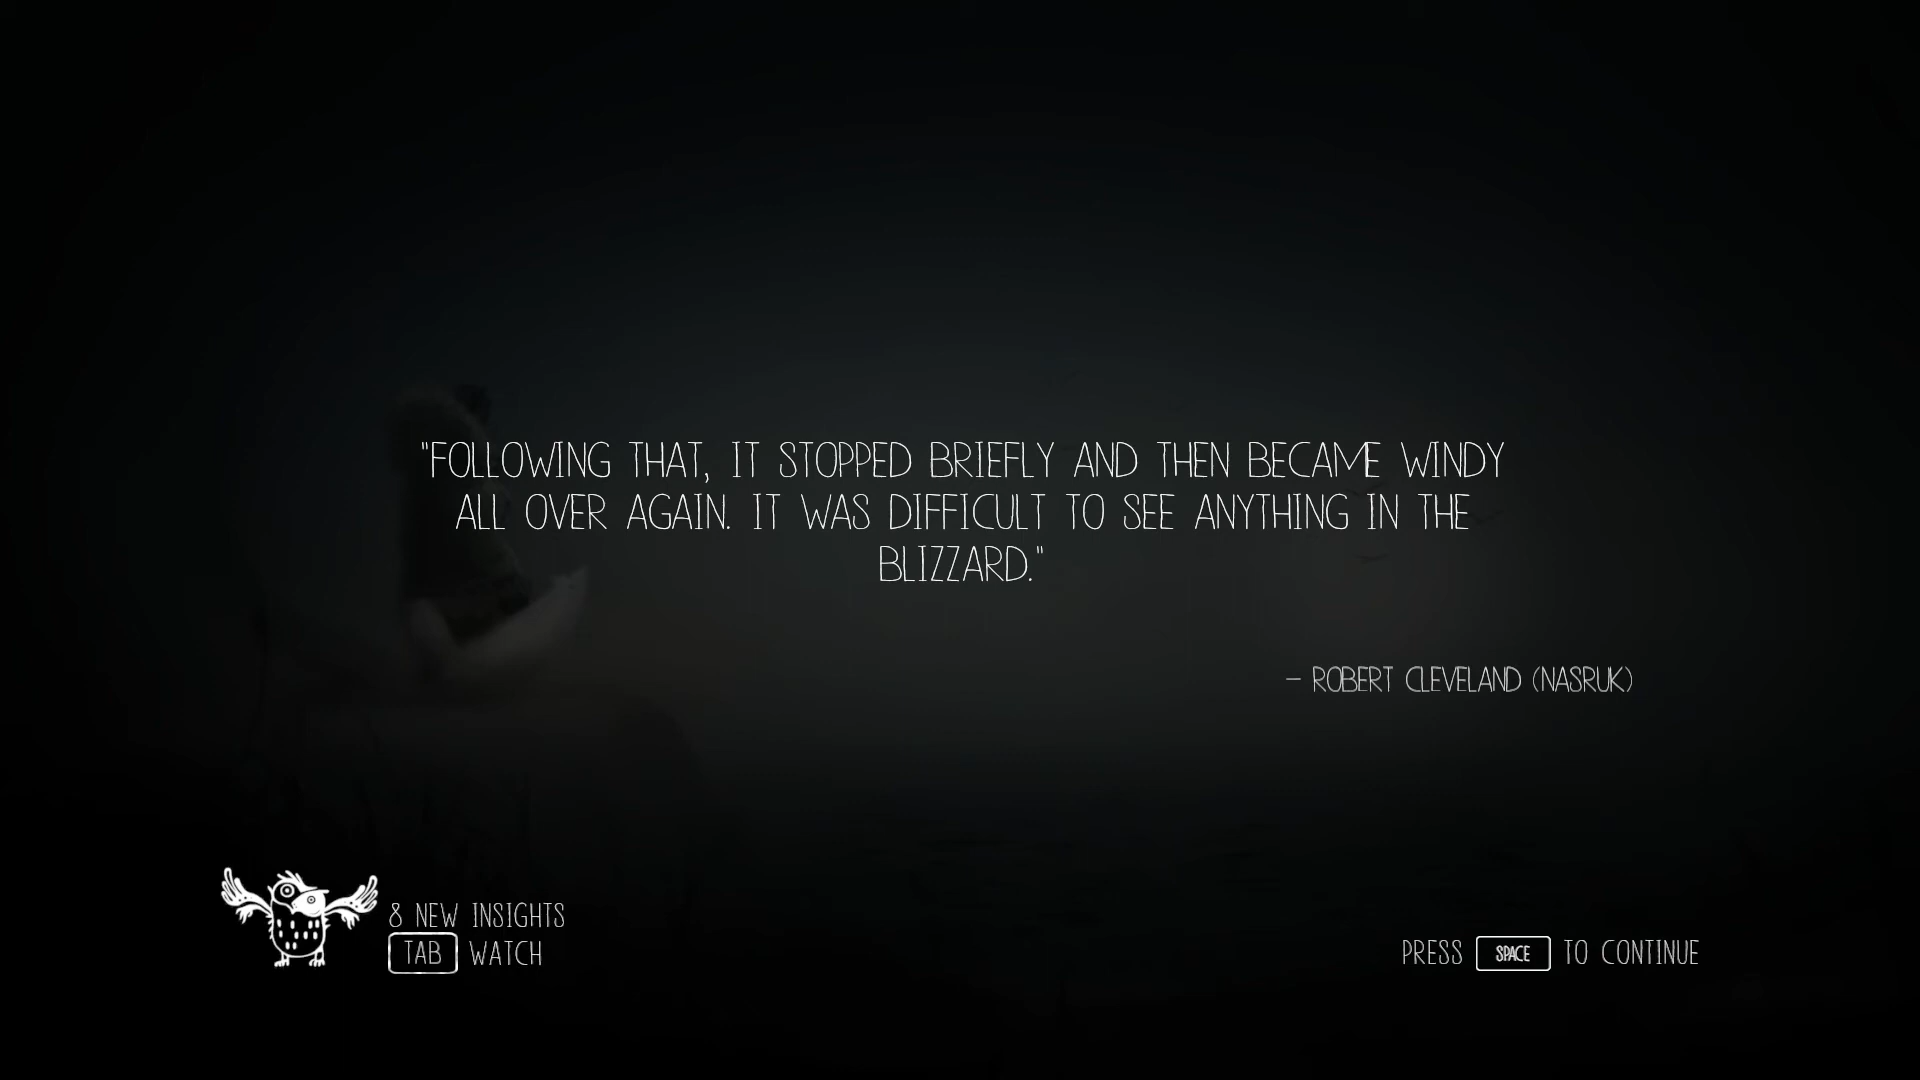 "FOLLOWING THAT, IT STOPPED BRIEFLY AND THEN BECAME WINDY
ALL OVER AGAIN. IT WAS DIFFICULT TO SEE ANYTHING IN THE
BLIZZARD."
– ROBERT CLEVELAND (NASRUK)
8 NEW INSIGHTS
TAB WATCH
PRESS SPACE TO CONTINUE